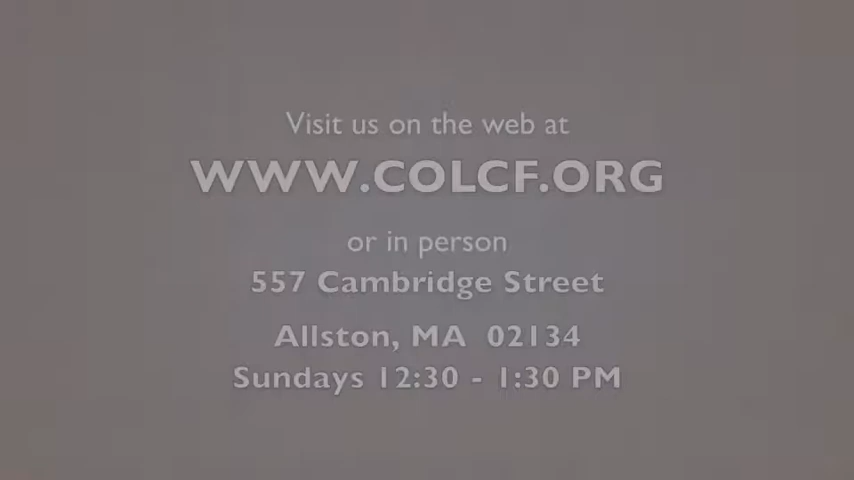 Visit us on the web at
WWW.COLCF.ORG
or in person
557 Cambridge Street
Allston, MA  02134
Sundays 12:30 - 1:30 PM